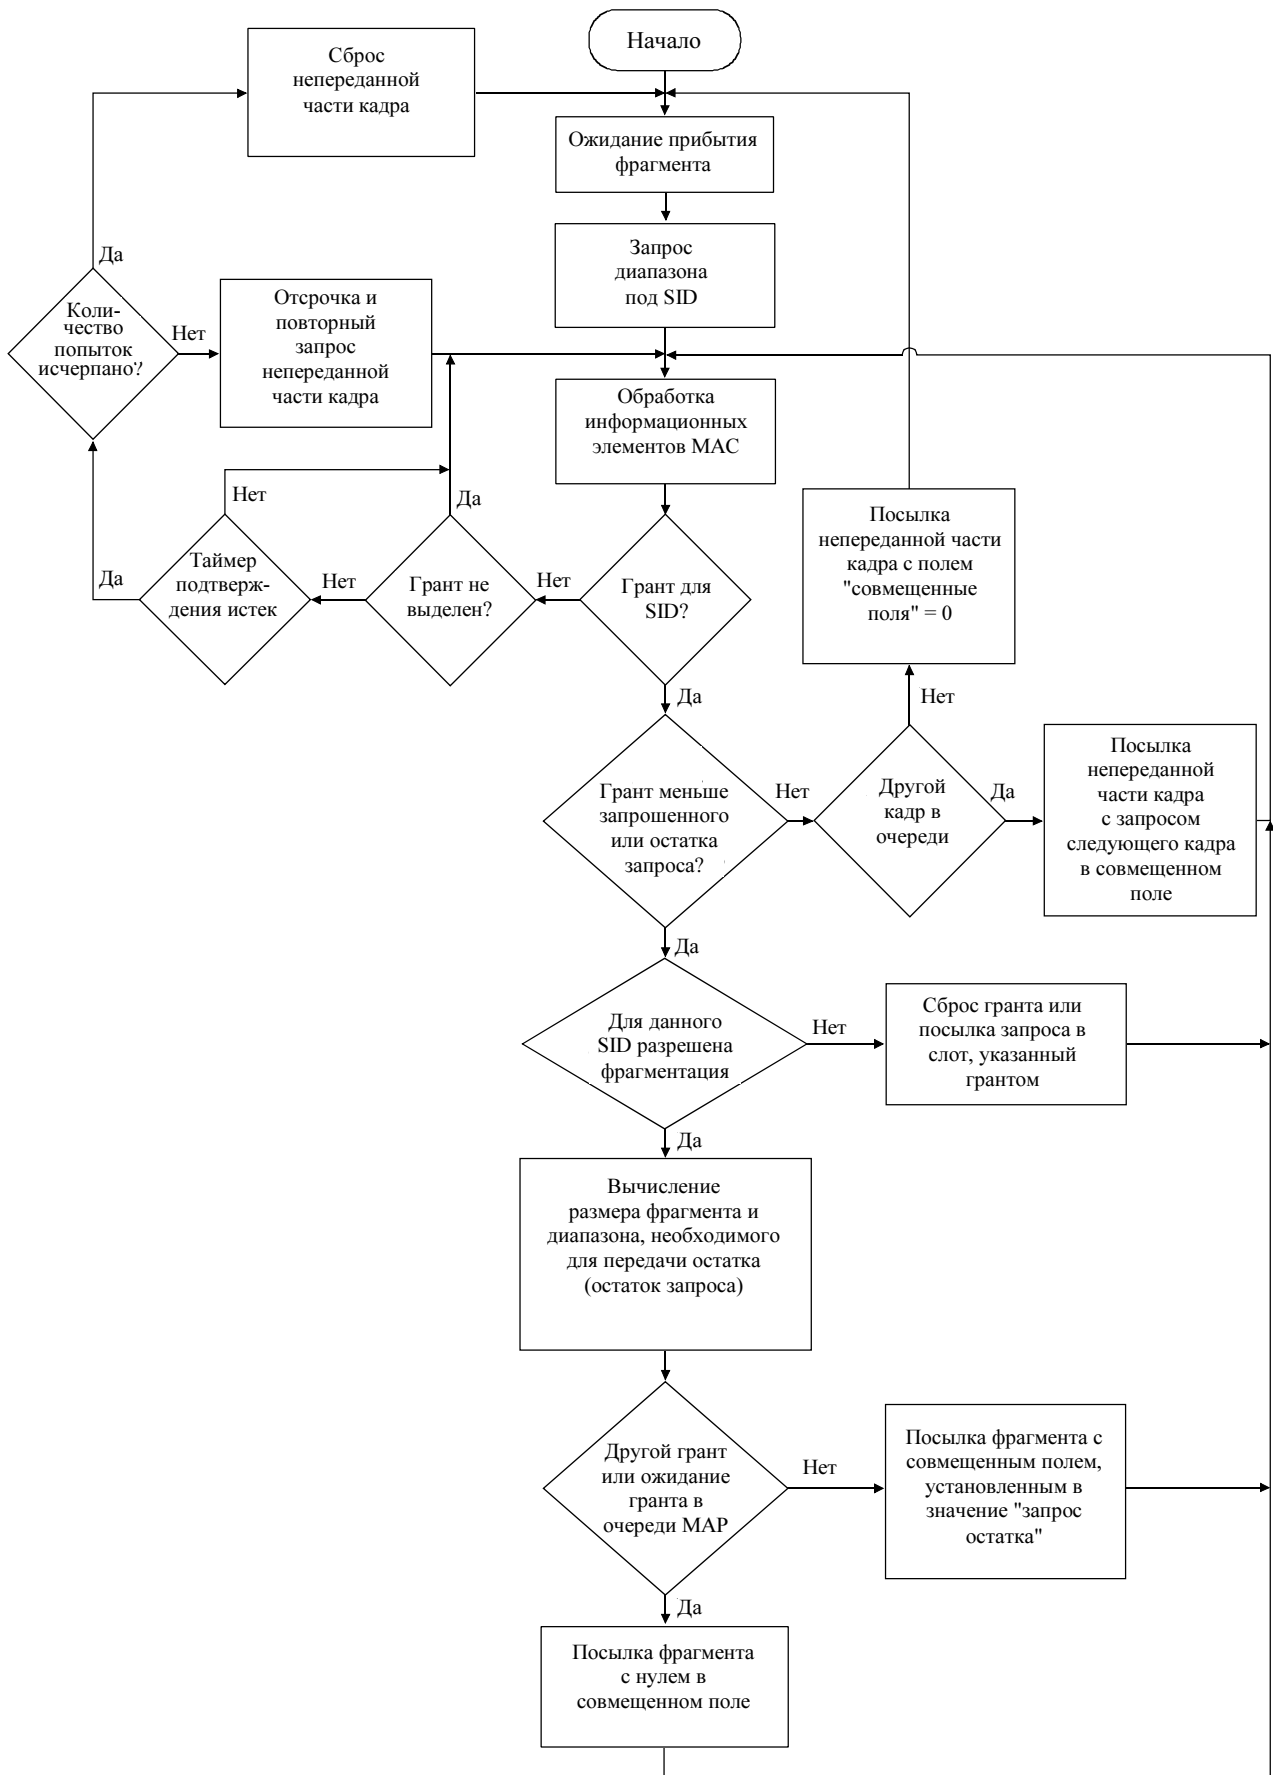 Начало
Сброс
непереданной
части кадра
Ожидание прибытия
фрагмента
Запрос
диапазона
под SID
Да
Коли-
чество
попыток
исчерпано?
Нет
Отсрочка и
повторный
запрос
непереданной
части кадра
Обработка
информационных
элементов MAC
Нет
Да
Посылка
непереданной части
кадра с полем
"совмещенные
поля" = 0
Да
Таймер
подтверж-
дения истек
Нет
Грант не
выделен?
Нет
Грант для
SID?
Да
Нет
Грант меньше
запрошенного
или остатка
запроса?
Нет
Другой
кадр в
очереди
Да
Посылка
непереданной
части кадра
с запросом
следующего кадра
в совмещенном
поле
Да
Для данного
SID разрешена
фрагментация
Нет
Сброс гранта или
посылка запроса в
слот, указанный
грантом
Да
Вычисление
размера фрагмента и
диапазона, необходимого
для передачи остатка
(остаток запроса)
Другой грант
или ожидание
гранта в
очереди MAP
Нет
Посылка фрагмента с
совмещенным полем,
установленным в
значение "запрос
остатка"
Да
Посылка фрагмента
с нулем в
совмещенном поле